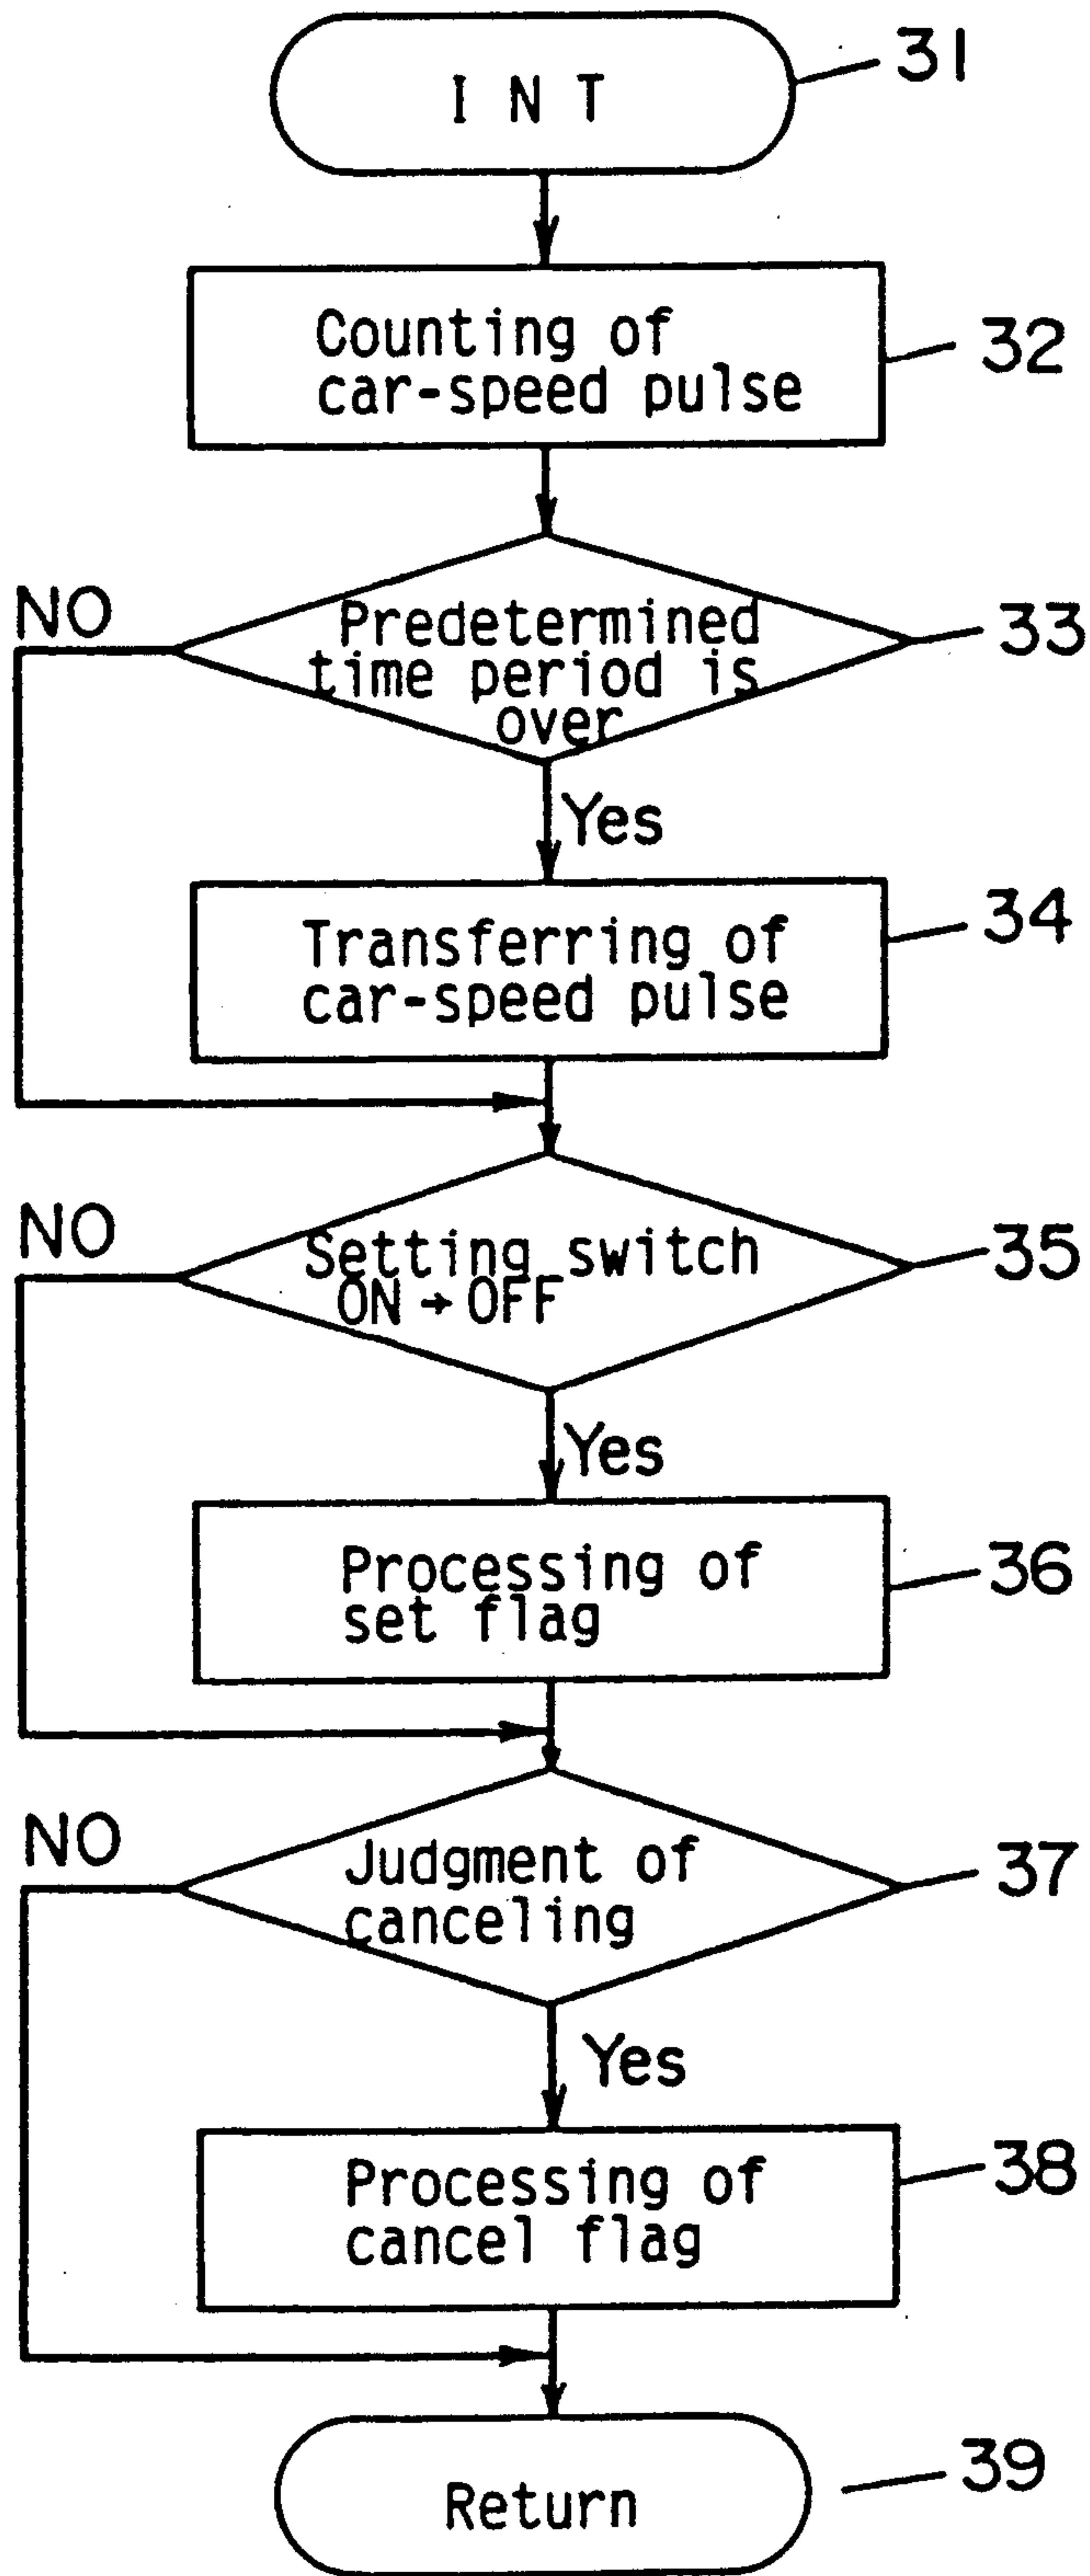 INT
31
Counting of
car-speed pulse
32
NO
Predetermined
time period is
over
33
Yes
Transferring of
car-speed pulse
34
NO
Setting switch
ON → OFF
35
Yes
Processing of
set flag
36
NO
Judgment of
canceling
37
Yes
Processing of
cancel flag
38
Return
39